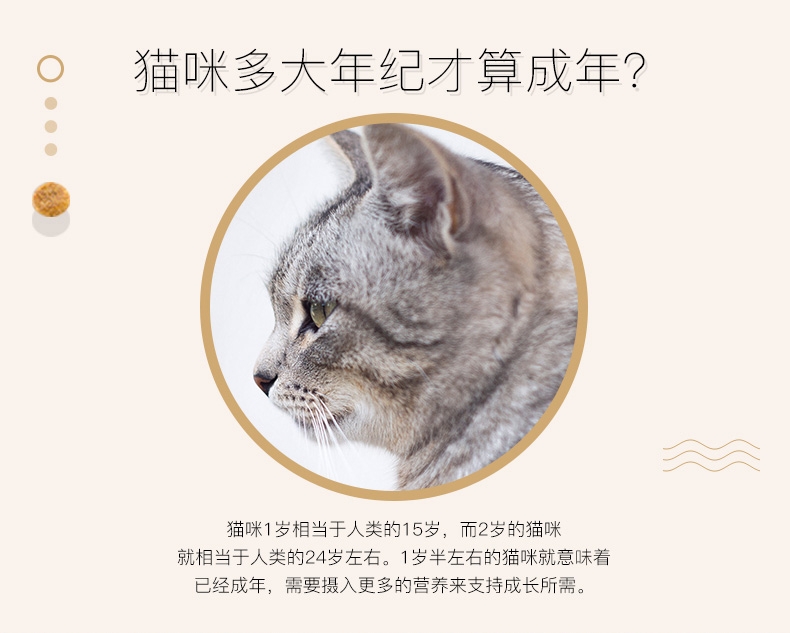 猫咪多大年纪才算成年?
猫咪1岁相当于人类的15岁，而2岁的猫咪
就相当于人类的24岁左右。1岁半左右的猫咪就意味着
已经成年，需要摄入更多的营养来支持成长所需。